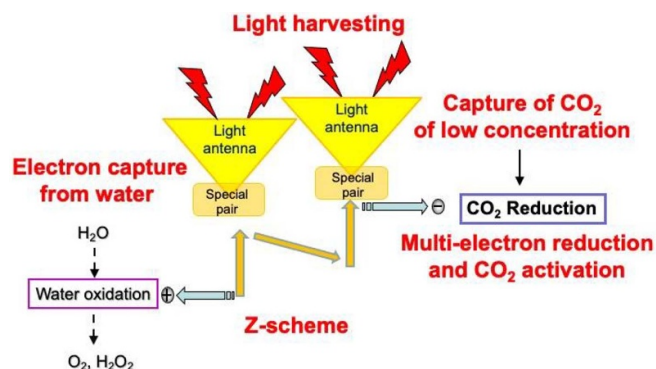 Light harvesting
Light
antenna
Light
antenna
Capture of CO₂
of low concentration
Electron capture
from water
Special
pair
Special
pair
CO₂ Reduction
H₂O
Multi-electron reduction
and CO₂ activation
Water oxidation
+
−
Z-scheme
O₂, H₂O₂